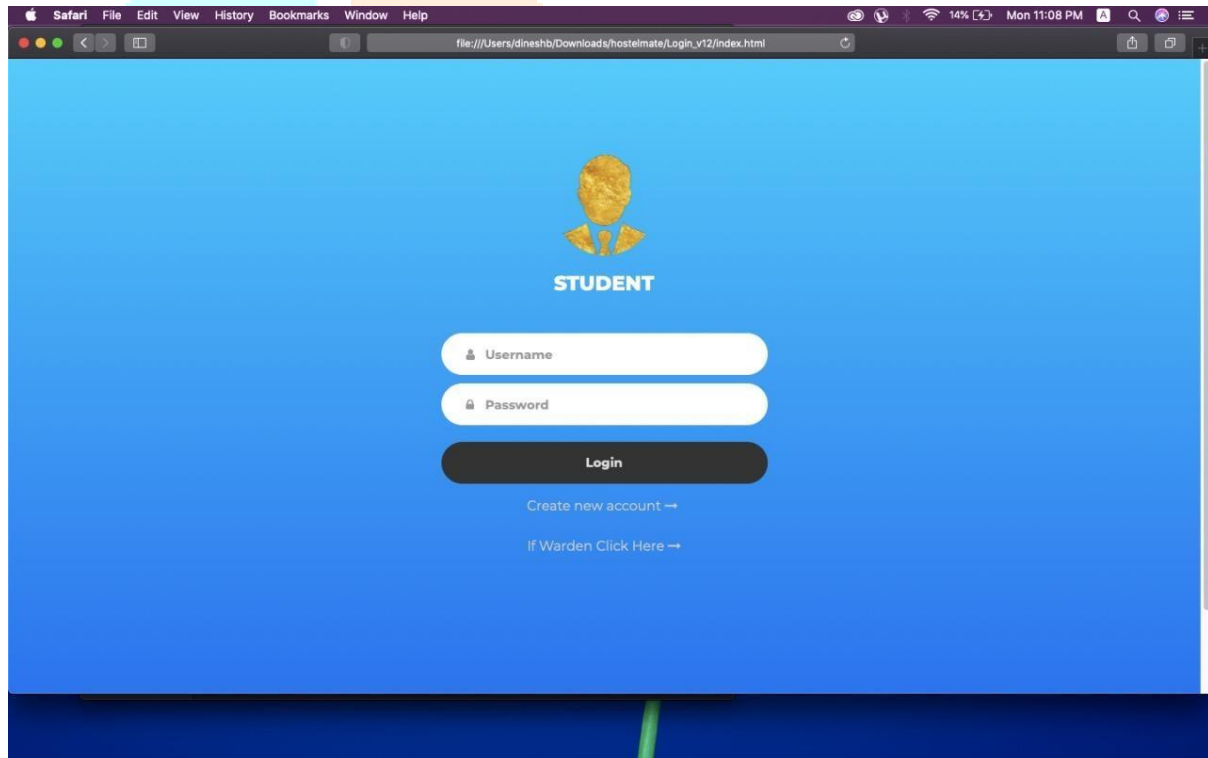 Safari File Edit View History Bookmarks Window Help 14% Mon 11:08 PM A
file:///Users/dineshb/Downloads/hostelmate/Login_v12/index.html
STUDENT
Username
Password
Login
Create new account →
If Warden Click Here →